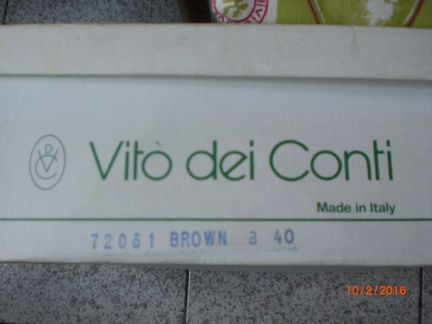 Vito dei Conti
Made in Italy
72061 BROWN 8 40
10/2/2016